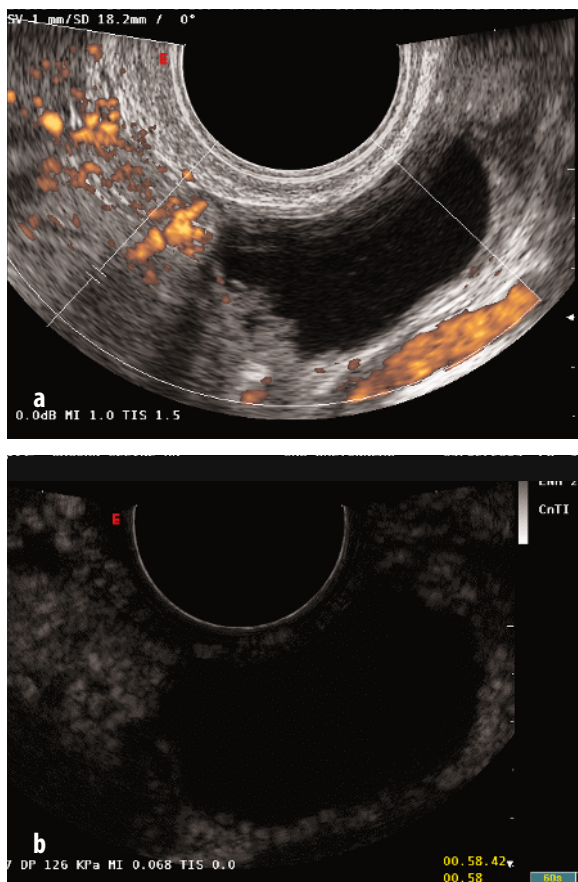 SV 1 mm/SD 18.2mm / 0°
E
a
0.0dB MI 1.0 TIS 1.5
CnTI
E
b
7 DP 126 KPa MI 0.068 TIS 0.0
00.58.42
00.58
60s